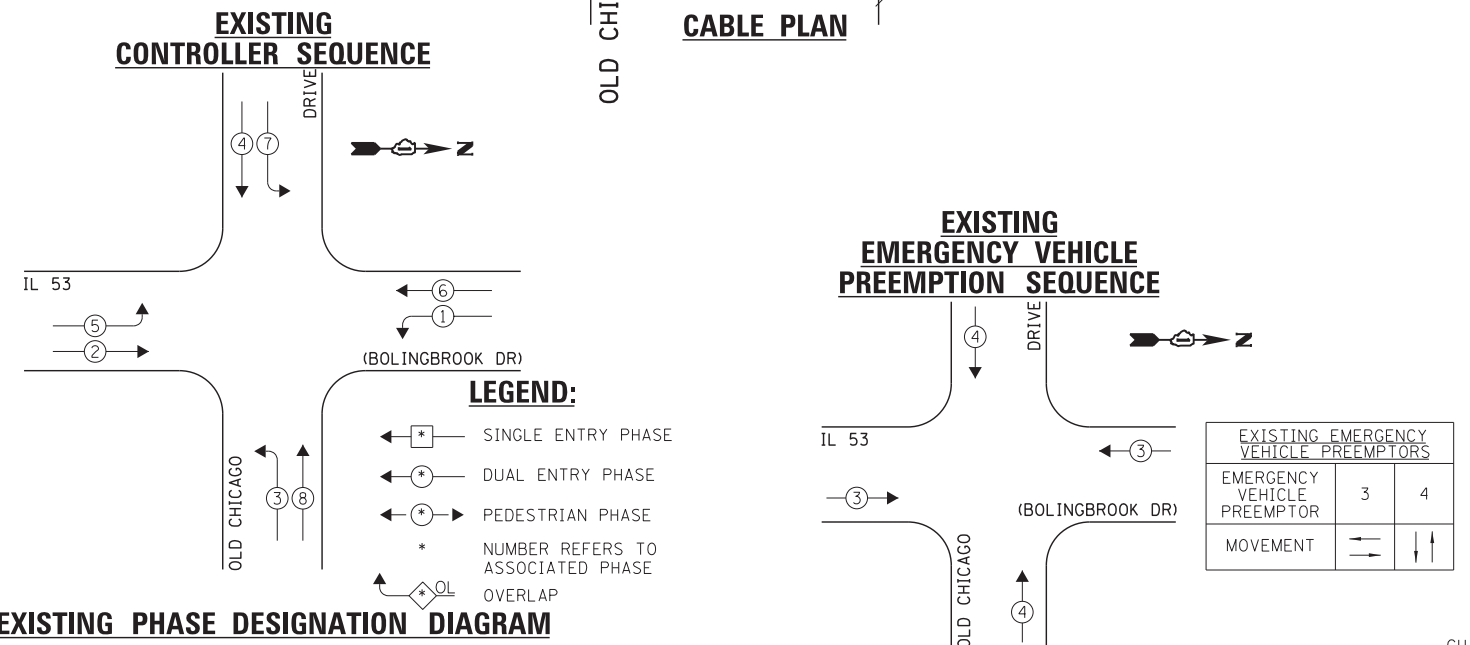 EXISTING
CONTROLLER SEQUENCE
DRIVE
4
7
N
IL 53
6
1
5
2
(BOLINGBROOK DR)
OLD CHICAGO
3
8
LEGEND:
* SINGLE ENTRY PHASE
* DUAL ENTRY PHASE
* PEDESTRIAN PHASE
* NUMBER REFERS TO
ASSOCIATED PHASE
* OL OVERLAP
EXISTING PHASE DESIGNATION DIAGRAM
OLD CHI
CABLE PLAN
EXISTING
EMERGENCY VEHICLE
PREEMPTION SEQUENCE
4
DRIVE
N
IL 53
3
3
(BOLINGBROOK DR)
OLD CHICAGO
4
EXISTING EMERGENCY
VEHICLE PREEMPTORS
EMERGENCY
VEHICLE
PREEMPTOR
3
4
MOVEMENT